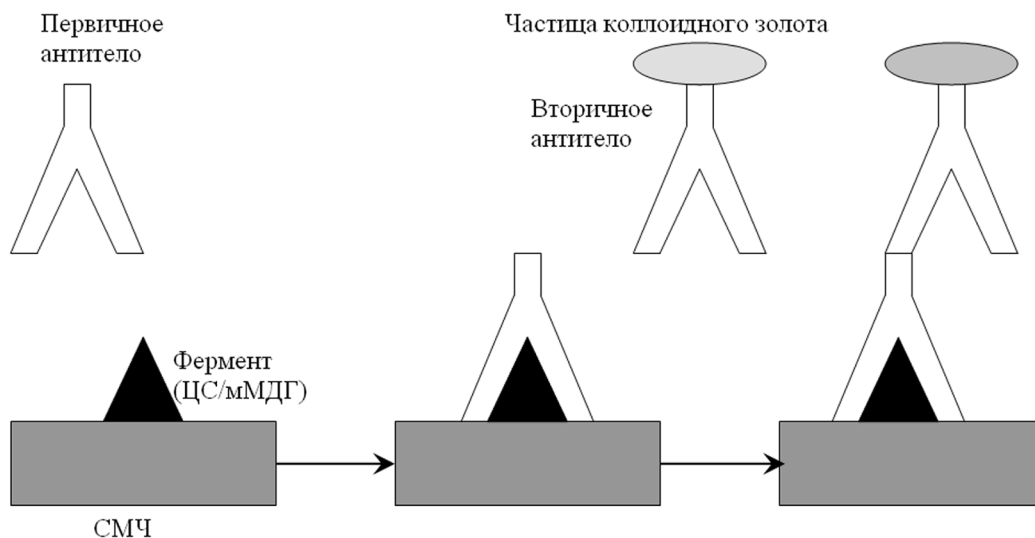 Первичное
антитело
Частица коллоидного золота
Вторичное
антитело
Фермент
(ЦС/мМДГ)
СМЧ